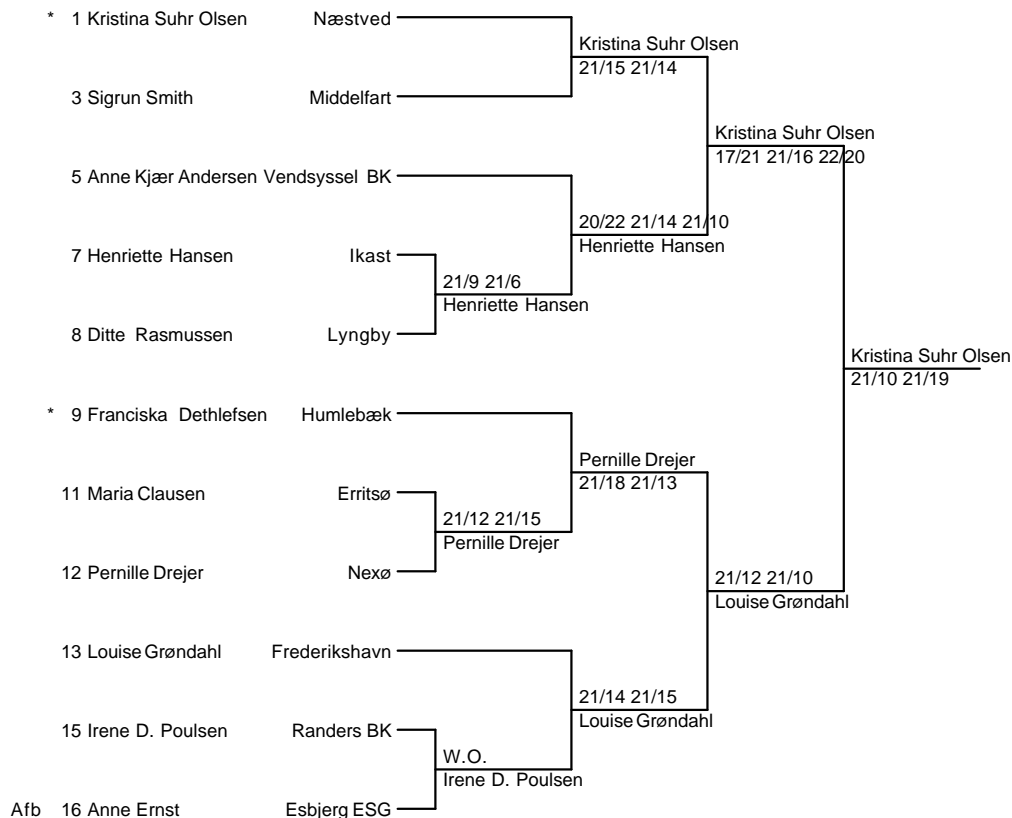 * 1 Kristina Suhr Olsen Næstved
Kristina Suhr Olsen
21/15 21/14
3 Sigrun Smith Middelfart
Kristina Suhr Olsen
17/21 21/16 22/20
5 Anne Kjær Andersen Vendsyssel BK
20/22 21/14 21/10
Henriette Hansen
7 Henriette Hansen Ikast
21/9 21/6
Henriette Hansen
8 Ditte Rasmussen Lyngby
Kristina Suhr Olsen
21/10 21/19
* 9 Franciska Dethlefsen Humlebæk
Pernille Drejer
21/18 21/13
11 Maria Clausen Erritsø
21/12 21/15
Pernille Drejer
12 Pernille Drejer Nexø
21/12 21/10
Louise Grøndahl
13 Louise Grøndahl Frederikshavn
21/14 21/15
Louise Grøndahl
15 Irene D. Poulsen Randers BK
W.O.
Irene D. Poulsen
Afb 16 Anne Ernst Esbjerg ESG